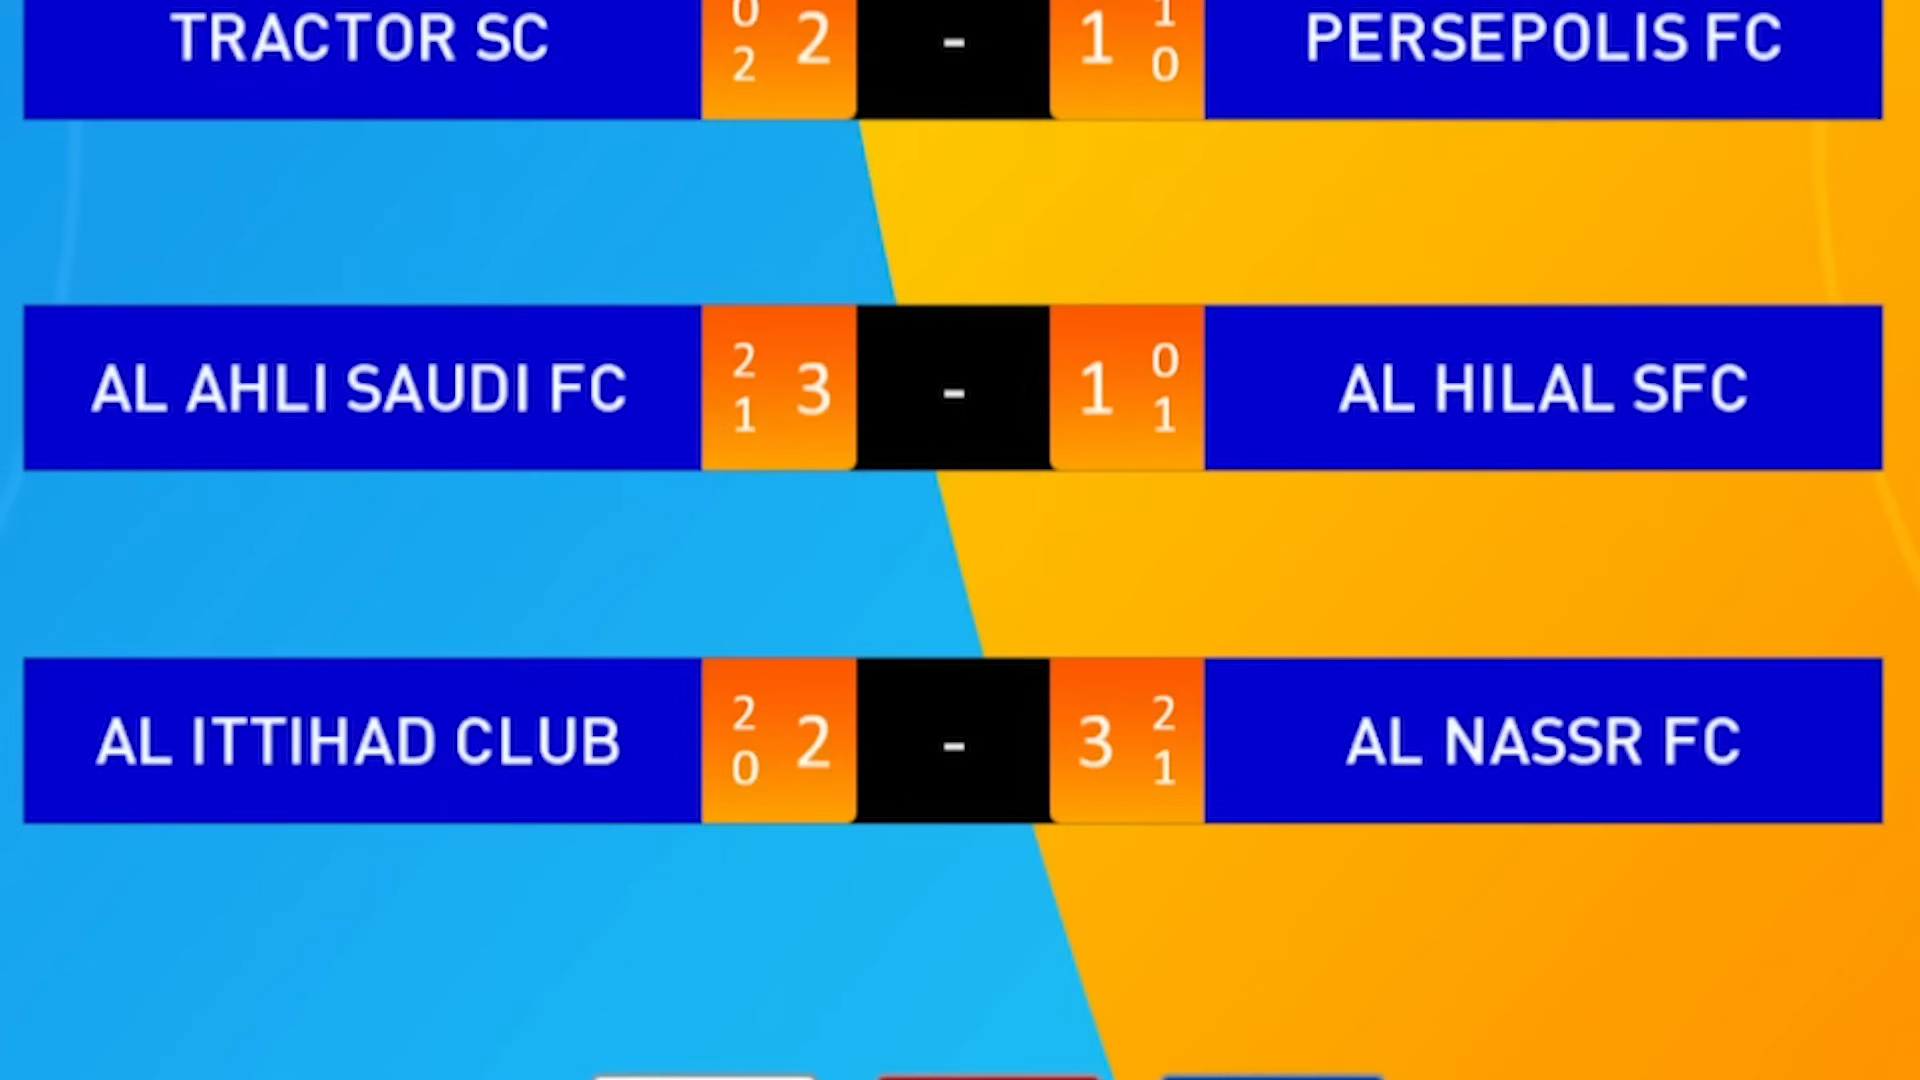 TRACTOR SC 0 2 2 - 1 1 0 PERSEPOLIS FC
AL AHLI SAUDI FC 2 1 3 - 1 0 1 AL HILAL SFC
AL ITTIHAD CLUB 2 0 2 - 3 2 1 AL NASSR FC